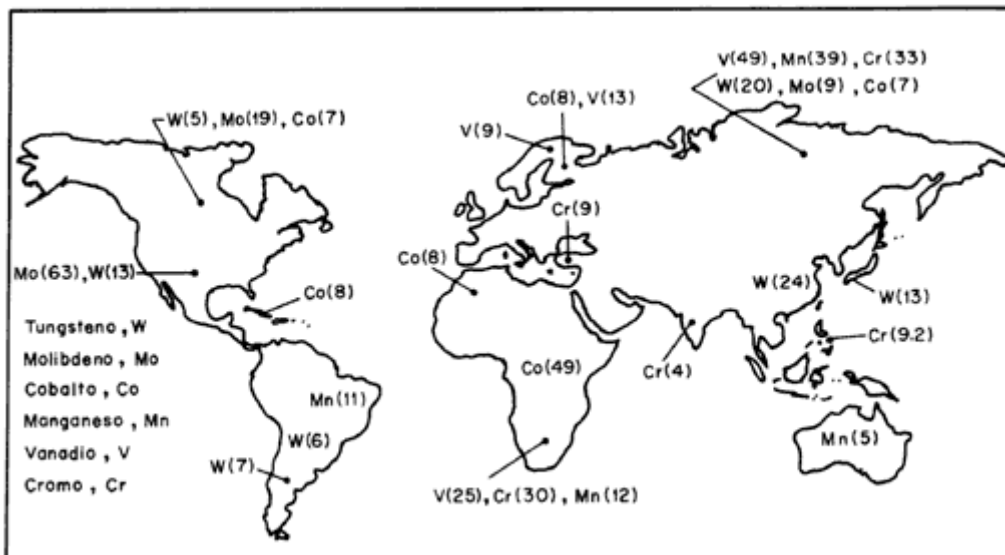 V(49), Mn(39), Cr(33)
W(20), Mo(9), Co(7)
Co(8), V(13)
W(5), Mo(19), Co(7)
V(9)
Cr(9)
Mo(63), W(13)
Co(8)
Co(8)
W(24)
W(13)
Tungsteno, W
Molibdeno, Mo
Cobalto, Co
Manganeso, Mn
Vanadio, V
Cromo, Cr
Cr(9.2)
Co(49)
Cr(4)
Mn(11)
W(6)
Mn(5)
W(7)
V(25), Cr(30), Mn(12)